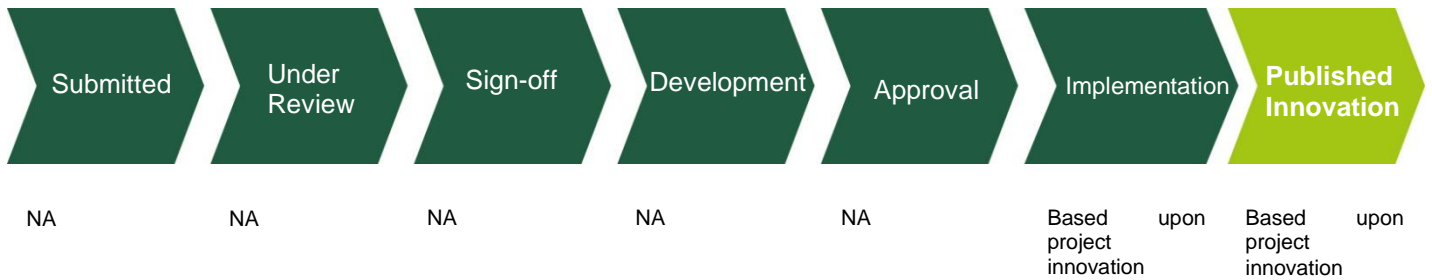 Submitted
Under
Review
Sign-off
Development
Approval
Implementation
Published
Innovation
NA
NA
NA
NA
NA
Based upon
project
innovation
Based upon
project
innovation